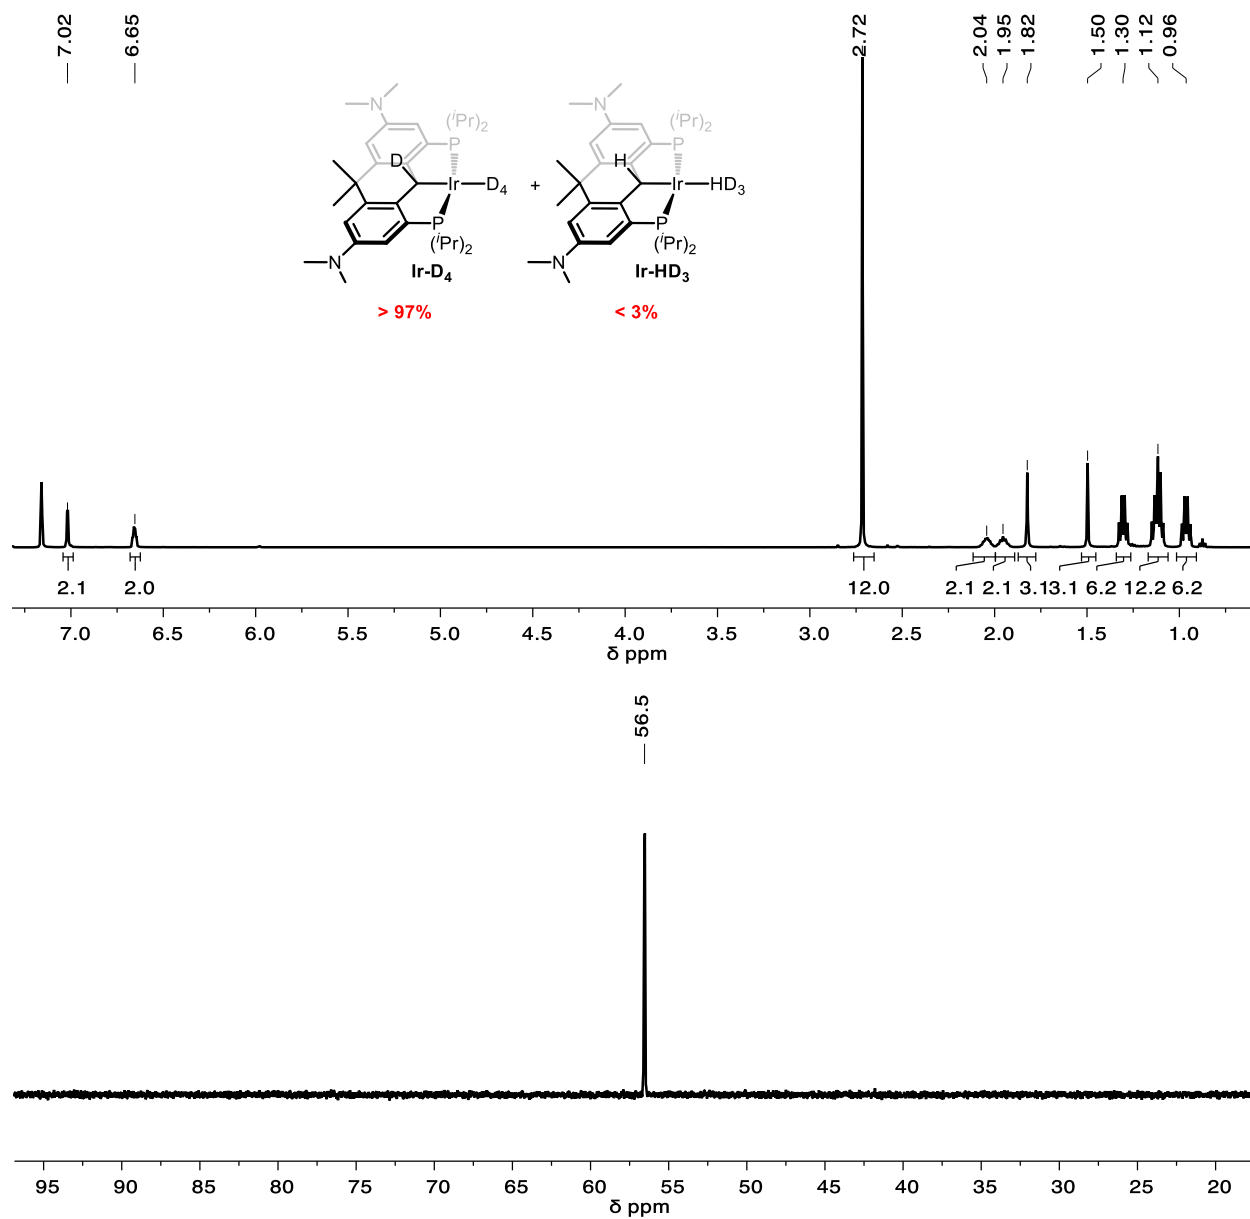 7.02 6.65 2.72 2.04 1.95 1.82 1.50 1.30 1.12 0.96
N (iPr)2 N (iPr)2
P P
D H
Ir D4 + Ir HD3
P P
(iPr)2 (iPr)2
N N
Ir-D4 Ir-HD3
> 97% < 3%
2.1 2.0 12.0 2.1 2.1 3.1 3.1 6.2 12.2 6.2
7.0 6.5 6.0 5.5 5.0 4.5 4.0 3.5 3.0 2.5 2.0 1.5 1.0
δ ppm
56.5
95 90 85 80 75 70 65 60 55 50 45 40 35 30 25 20
δ ppm